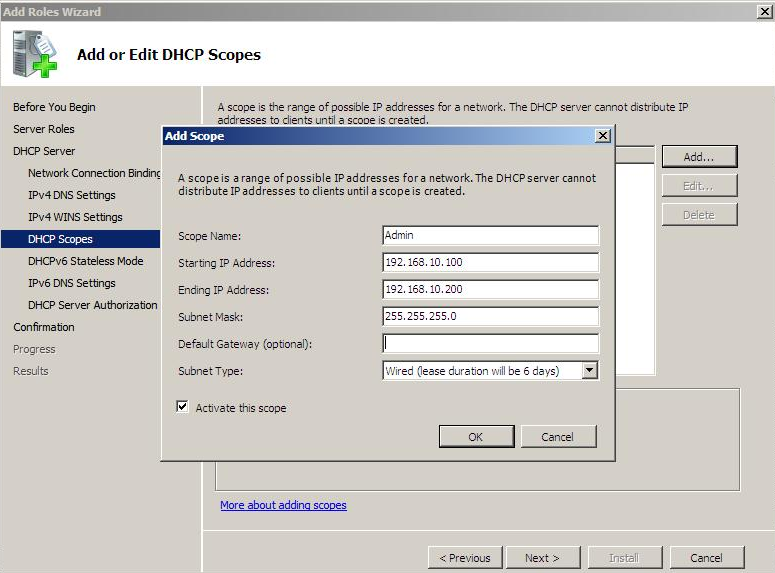 Add Roles Wizard
Add or Edit DHCP Scopes
Before You Begin
Server Roles
DHCP Server
Network Connection Binding
IPv4 DNS Settings
IPv4 WINS Settings
DHCP Scopes
DHCPv6 Stateless Mode
IPv6 DNS Settings
DHCP Server Authorization
Confirmation
Progress
Results
A scope is the range of possible IP addresses for a network. The DHCP server cannot distribute IP
addresses to clients until a scope is created.
Add...
Edit...
Delete
Add Scope
A scope is a range of possible IP addresses for a network. The DHCP server cannot
distribute IP addresses to clients until a scope is created.
Scope Name: Admin
Starting IP Address: 192.168.10.100
Ending IP Address: 192.168.10.200
Subnet Mask: 255.255.255.0
Default Gateway (optional):
Subnet Type: Wired (lease duration will be 6 days)
Activate this scope
OK Cancel
More about adding scopes
< Previous Next > Install Cancel